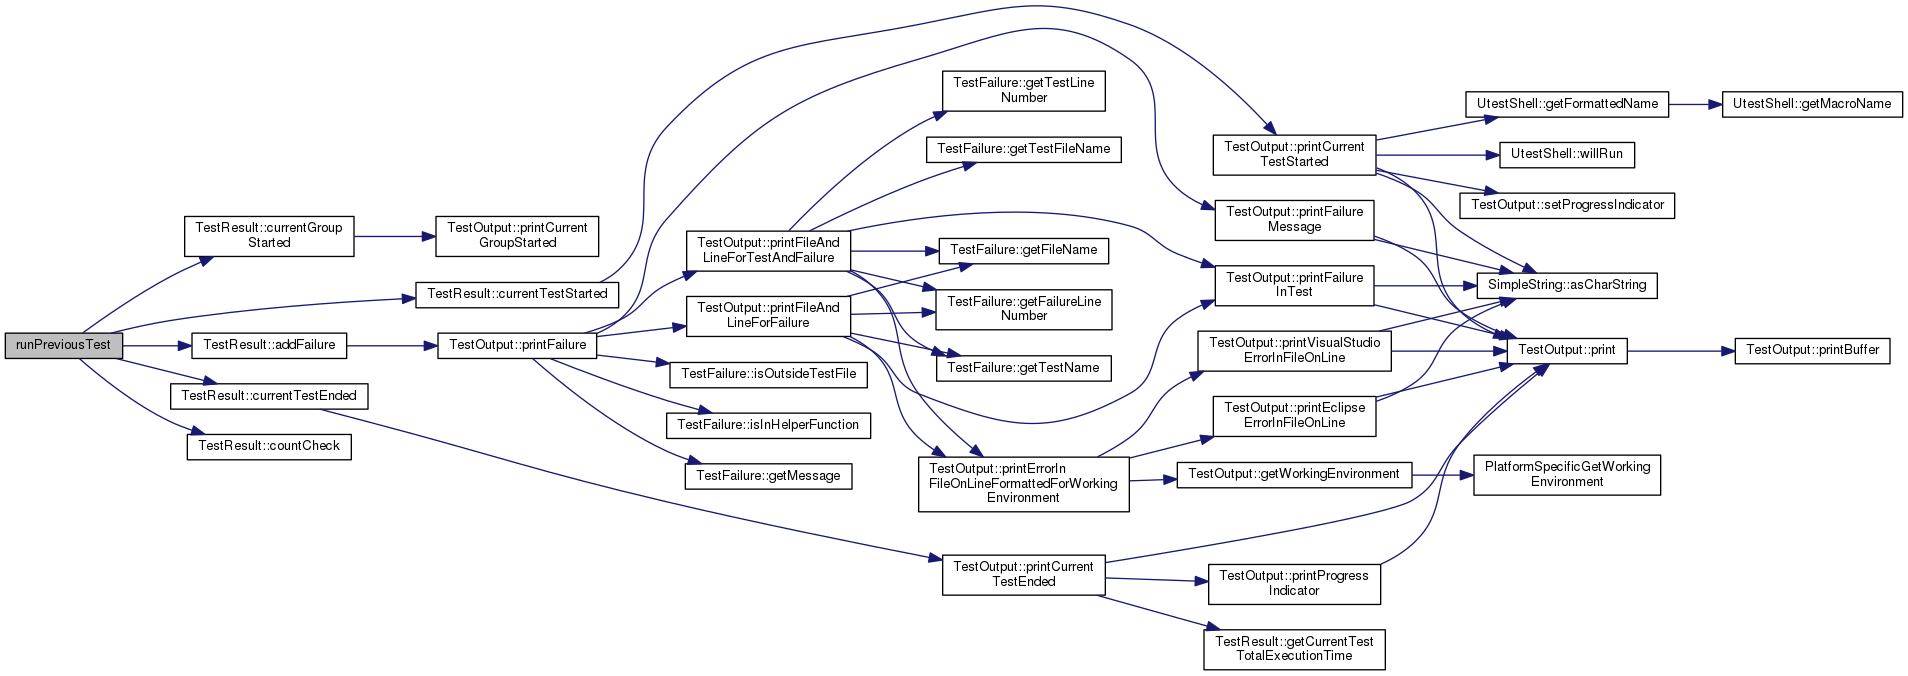 runPreviousTest
TestResult::currentGroup
Started
TestResult::currentTestStarted
TestResult::addFailure
TestResult::currentTestEnded
TestResult::countCheck
TestOutput::printCurrent
GroupStarted
TestOutput::printFailure
TestOutput::printFileAnd
LineForTestAndFailure
TestOutput::printFileAnd
LineForFailure
TestFailure::isOutsideTestFile
TestFailure::isInHelperFunction
TestFailure::getMessage
TestFailure::getTestLine
Number
TestFailure::getTestFileName
TestFailure::getFileName
TestFailure::getFailureLine
Number
TestFailure::getTestName
TestOutput::printErrorIn
FileOnLineFormattedForWorking
Environment
TestOutput::printCurrent
TestEnded
TestOutput::printCurrent
TestStarted
TestOutput::printFailure
Message
TestOutput::printFailure
InTest
TestOutput::printVisualStudio
ErrorInFileOnLine
TestOutput::printEclipse
ErrorInFileOnLine
TestOutput::getWorkingEnvironment
TestOutput::printProgress
Indicator
TestResult::getCurrentTest
TotalExecutionTime
UtestShell::getFormattedName
UtestShell::willRun
TestOutput::setProgressIndicator
SimpleString::asCharString
TestOutput::print
PlatformSpecificGetWorking
Environment
UtestShell::getMacroName
TestOutput::printBuffer